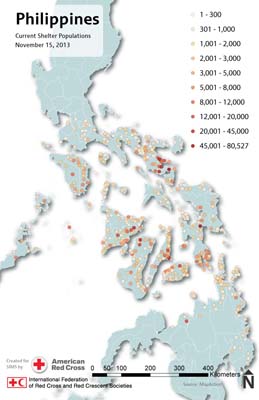 Philippines
Current Shelter Populations
November 15, 2013
1 - 300
301 - 1,000
1,001 - 2,000
2,001 - 3,000
3,001 - 5,000
5,001 - 8,000
8,001 - 12,000
12,001 - 20,000
20,001 - 45,000
45,001 - 80,527
Created for
SIMS by
American
Red Cross
International Federation
of Red Cross and Red Crescent Societies
0 50 100 200 300 400
Kilometers
N
Source: MapAction